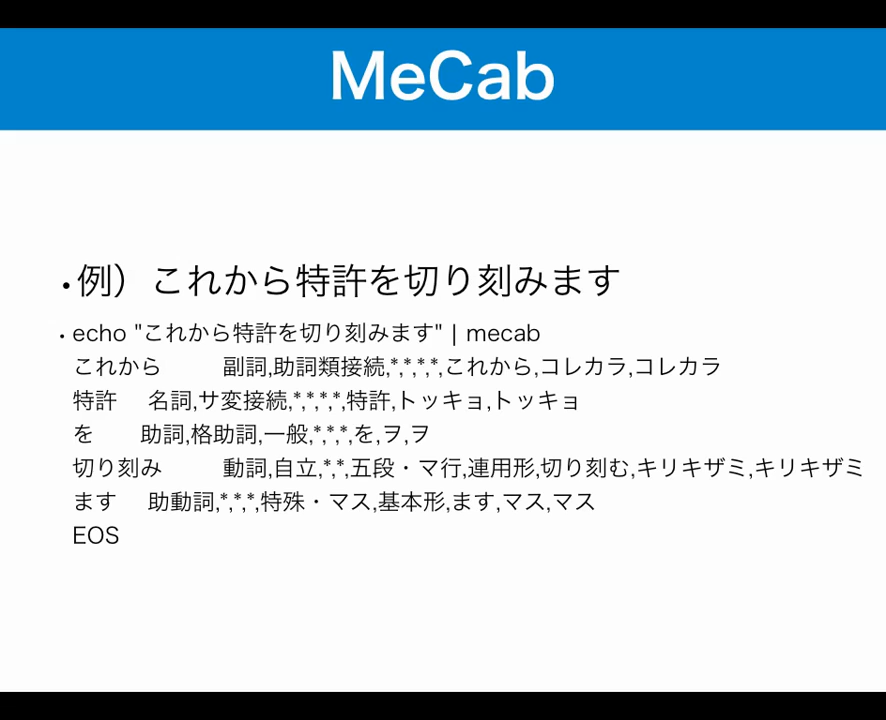 MeCab
・例）これから特許を切り刻みます
・echo "これから特許を切り刻みます" | mecab
これから 副詞,助詞類接続,*,*,*,*,これから,コレカラ,コレカラ
特許 名詞,サ変接続,*,*,*,*,特許,トッキョ,トッキョ
を 助詞,格助詞,一般,*,*,*,を,ヲ,ヲ
切り刻み 動詞,自立,*,*,五段・マ行,連用形,切り刻む,キリキザミ,キリキザミ
ます 助動詞,*,*,*,特殊・マス,基本形,ます,マス,マス
EOS